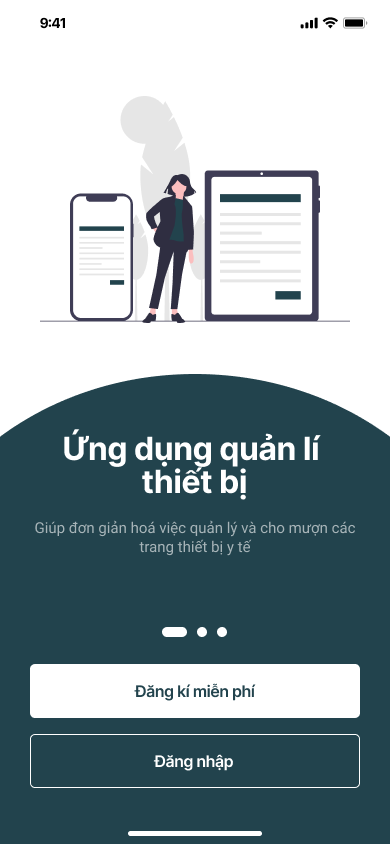 9:41
Ứng dụng quản lí
thiết bị
Giúp đơn giản hoá việc quản lý và cho mượn các
trang thiết bị y tế
Đăng kí miễn phí
Đăng nhập